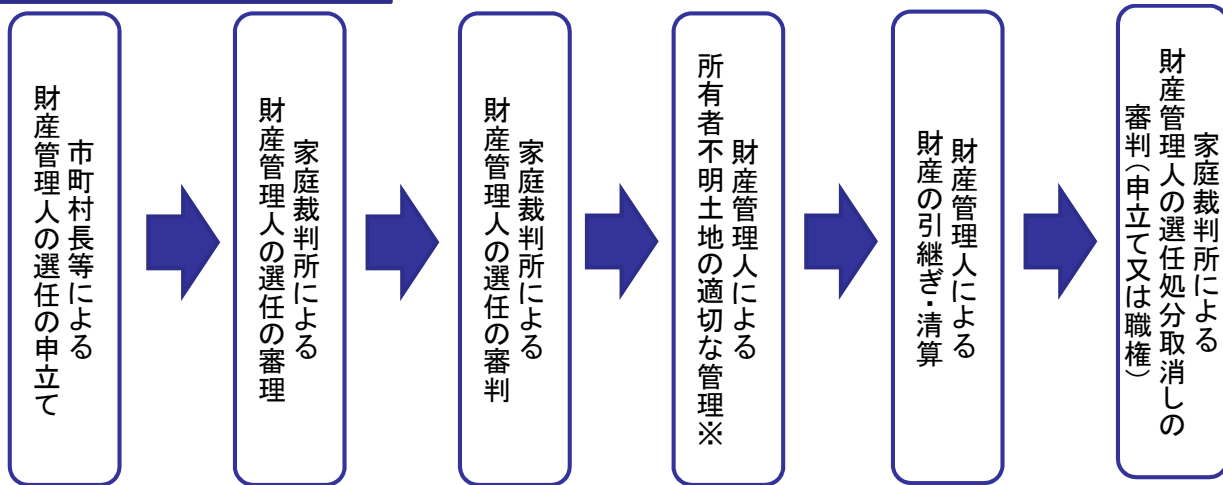 市町村長等による
財産管理人の選任の申立て
家庭裁判所による
財産管理人の選任の審理
家庭裁判所による
財産管理人の選任の審判
財産管理人による
所有者不明土地の適切な管理※
財産管理人による
財産の引継ぎ・清算
家庭裁判所による
財産管理人の選任処分取消しの
審判(申立て又は職権)